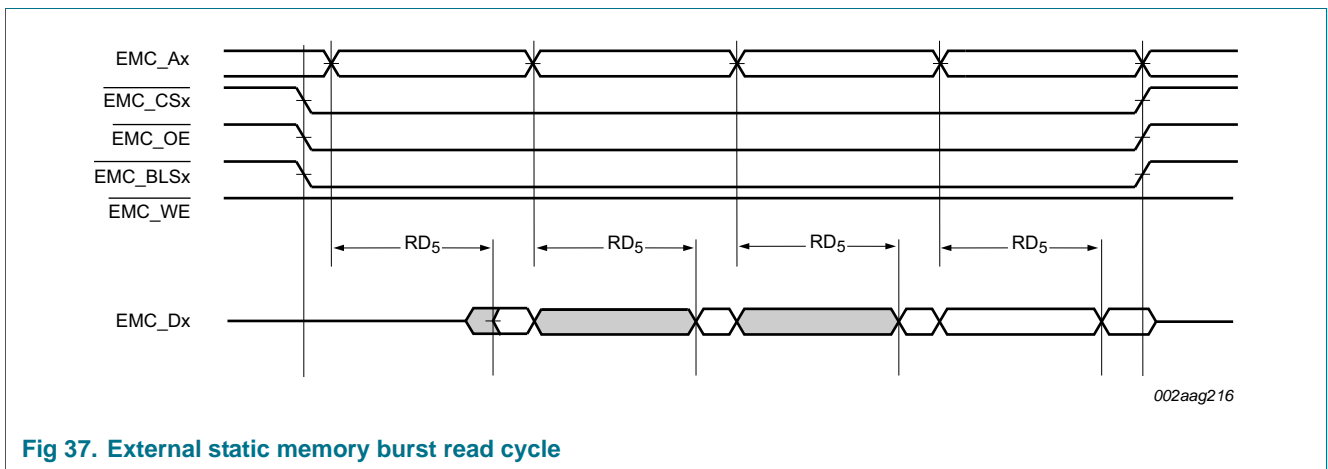 EMC_Ax
EMC_CSx
EMC_OE
EMC_BLSx
EMC_WE
RD5 RD5 RD5 RD5
EMC_Dx
002aag216
Fig 37. External static memory burst read cycle